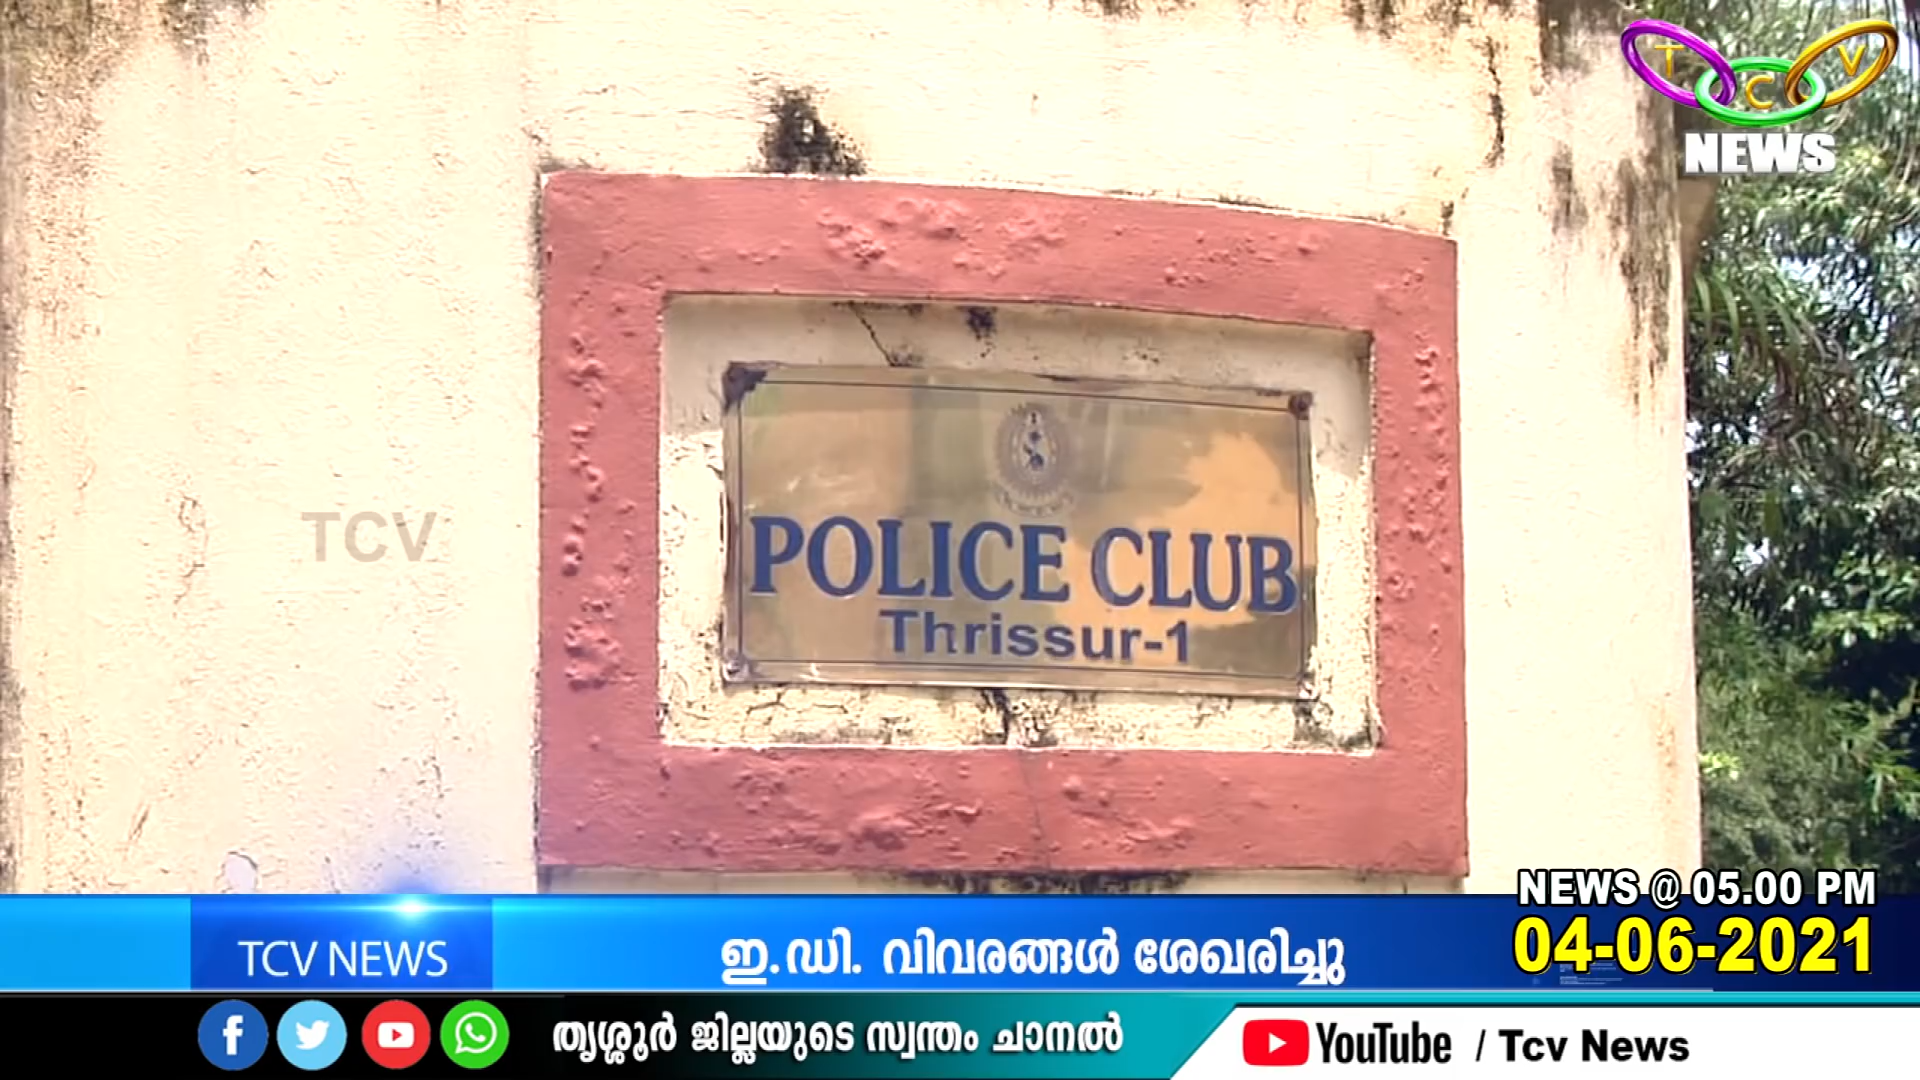 T C V
NEWS
TCV
POLICE CLUB
Thrissur-1
NEWS @ 05.00 PM
04-06-2021
TCV NEWS
ഇ.ഡി. വിവരങ്ങൾ ശേഖരിച്ചു
തൃശ്ശൂർ ജില്ലയുടെ സ്വന്തം ചാനൽ
YouTube / Tcv News